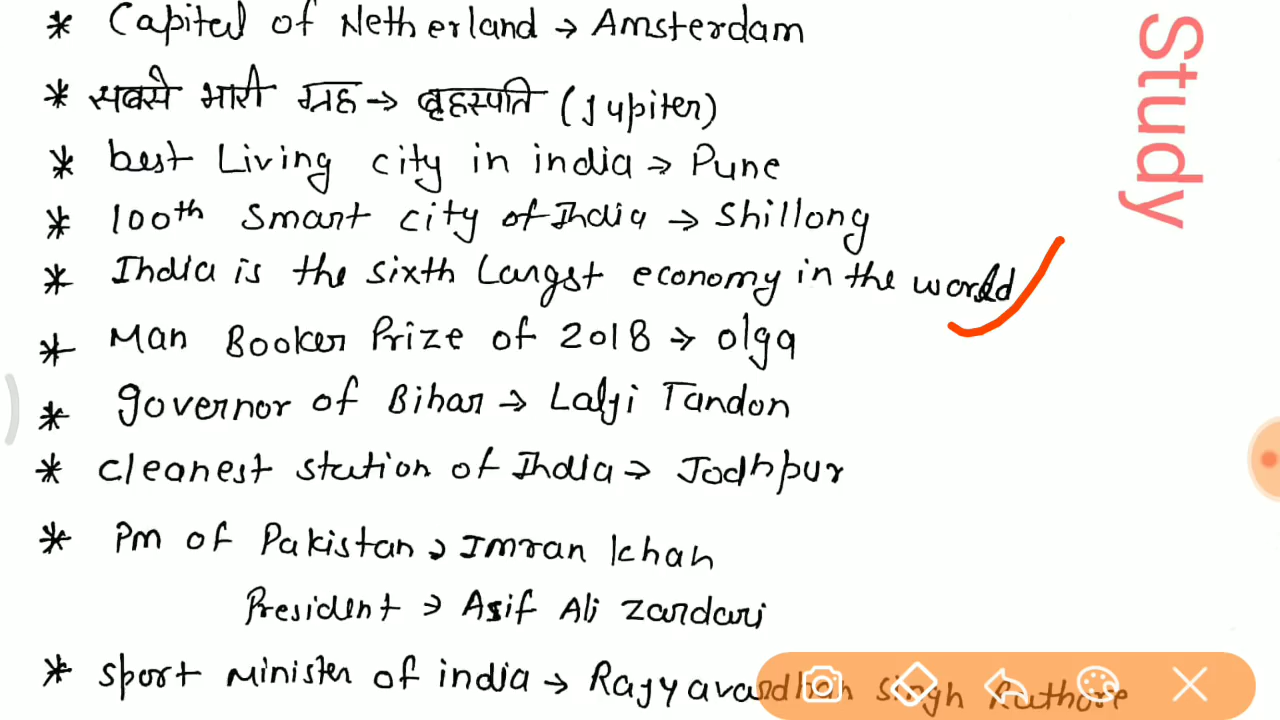 * Capital of Netherland → Amsterdam
* सबसे भारी ग्रह → बृहस्पति (Jupiter)
* best Living city in india → Pune
* 100th Smart city of India → Shillong
* India is the sixth Largst economy in the world
* Man Booker Prize of 2018 → olga
* governor of Bihar → Lalji Tandon
* cleanest station of India → Jodhpur
* Pm of Pakistan → Imran Khan
President → Asif Ali Zardari
* sport minister of india → Rajyavardhan singh Rathore
Study